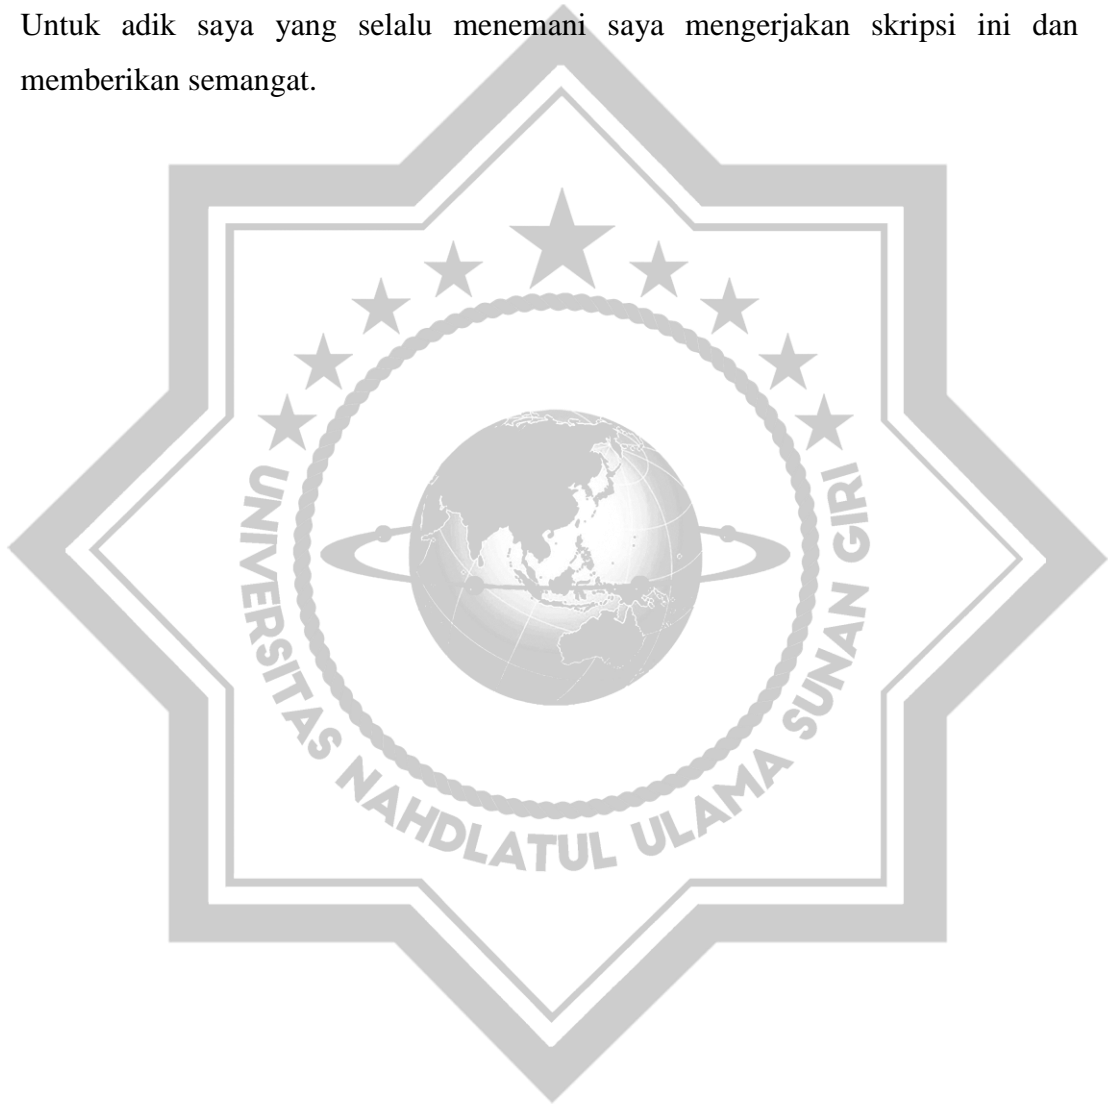 Untuk adik saya yang selalu menemani saya mengerjakan skripsi ini dan
memberikan semangat.
UNIVERSITAS NAHDLATUL ULAMA SUNAN GIRI